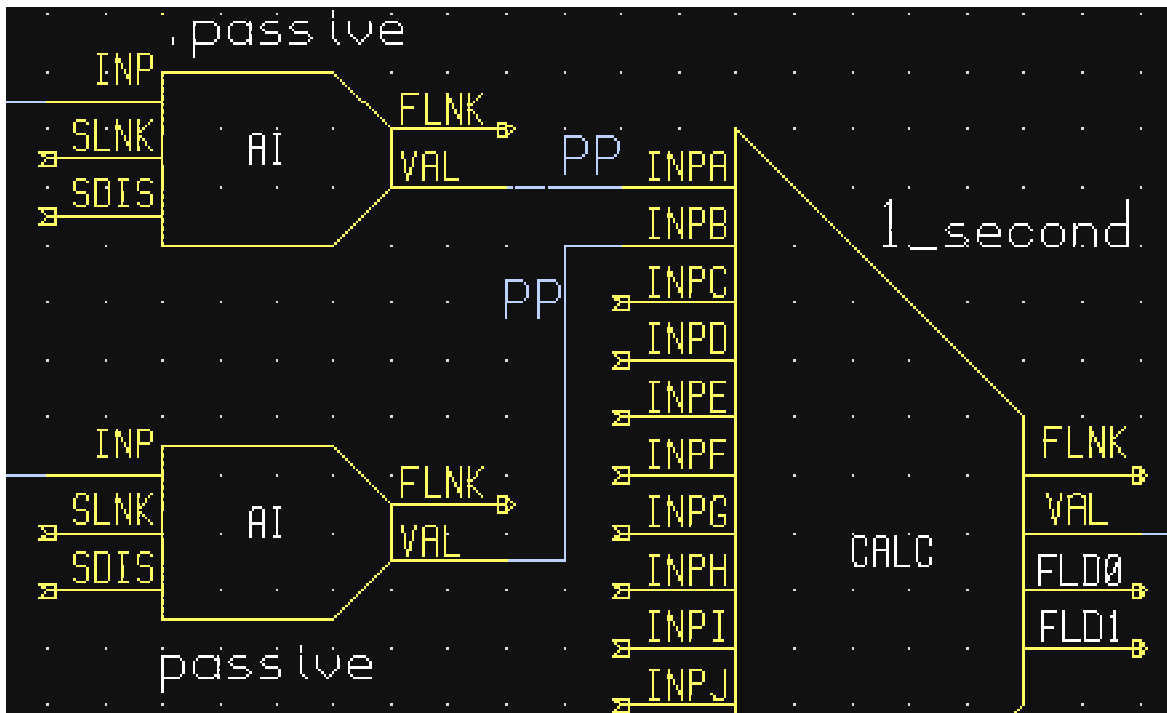 .passive
INP
SLNK
SDIS
AI
FLNK
VAL
PP
INPA
INPB
PP
INPC
INPD
INPE
INPF
INPG
INPH
INPI
INPJ
1_second
CALC
FLNK
VAL
FLD0
FLD1
INP
SLNK
SDIS
AI
FLNK
VAL
passive